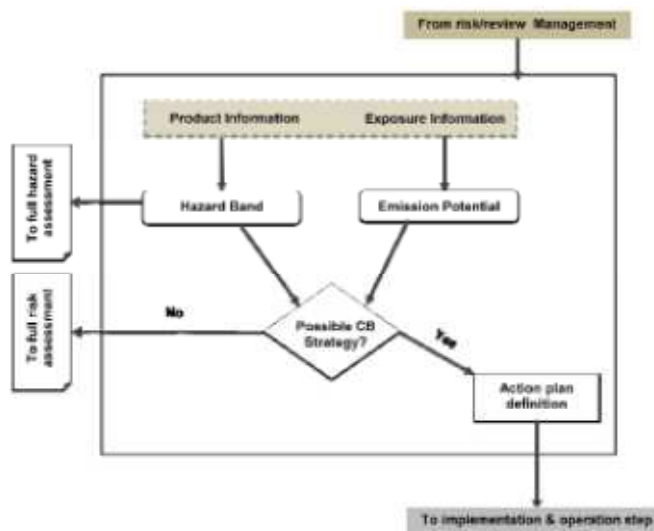 From risk/review Management
Product Information
Exposure Information
To full hazard
assessment
Hazard Band
Emission Potential
To full risk
assessment
No
Possible CB
Strategy?
Yes
Action plan
definition
To implementation & operation step